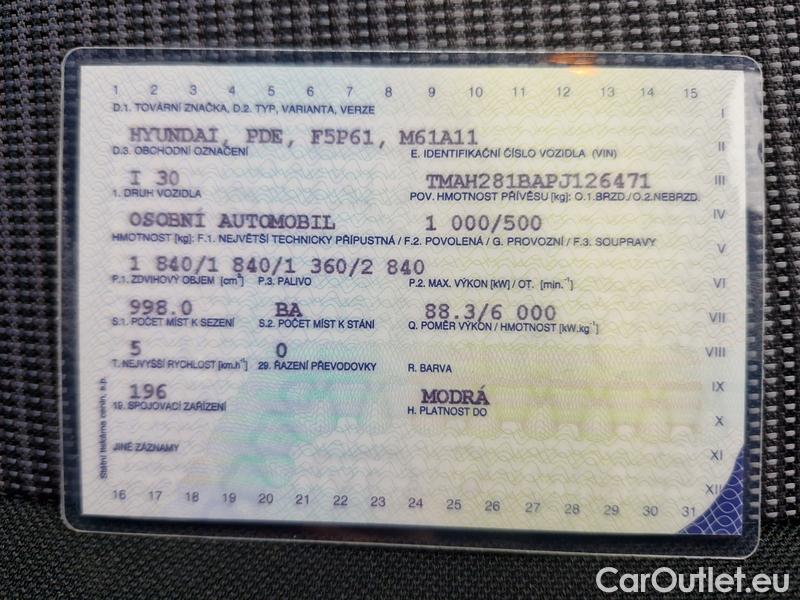 1 2 3 4 5 6 7 8 9 10 11 12 13 14 15
D.1. TOVÁRNÍ ZNAČKA, D.2. TYP, VARIANTA, VERZE I
HYUNDAI, PDE, F5P61, M61A11
D.3. OBCHODNÍ OZNAČENÍ E. IDENTIFIKAČNÍ ČÍSLO VOZIDLA (VIN) II
I 30 TMAH281BAPJ126471 III
1. DRUH VOZIDLA POV. HMOTNOST PŘÍVĚSU [kg]: O.1.BRZD./O.2.NEBRZD.
OSOBNÍ AUTOMOBIL 1 000/500 IV
HMOTNOST [kg]: F.1. NEJVĚTŠÍ TECHNICKY PŘÍPUSTNÁ / F.2. POVOLENÁ / G. PROVOZNÍ / F.3. SOUPRAVY V
1 840/1 840/1 360/2 840
P.1. ZDVIHOVÝ OBJEM [cm³] P.3. PALIVO P.2. MAX. VÝKON [kW] / OT. [min.⁻¹] VI
998.0 BA 88.3/6 000 VII
S.1. POČET MÍST K SEZENÍ S.2. POČET MÍST K STÁNÍ Q. POMĚR VÝKON / HMOTNOST [kW.kg⁻¹]
5 0 VIII
T. NEJVYŠŠÍ RYCHLOST [km.h⁻¹] 29. ŘAZENÍ PŘEVODOVKY R. BARVA
196 MODRÁ IX
19. SPOJOVACÍ ZAŘÍZENÍ H. PLATNOST DO X
JINÉ ZÁZNAMY XI
XII
16 17 18 19 20 21 22 23 24 25 26 27 28 29 30 31
Státní tiskárna cenin, s.p.
CarOutlet.eu